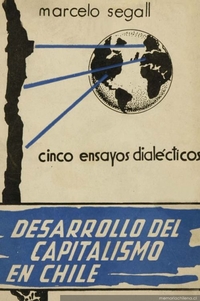 marcelo segall
cinco ensayos dialécticos
DESARROLLO DEL
CAPITALISMO
EN CHILE